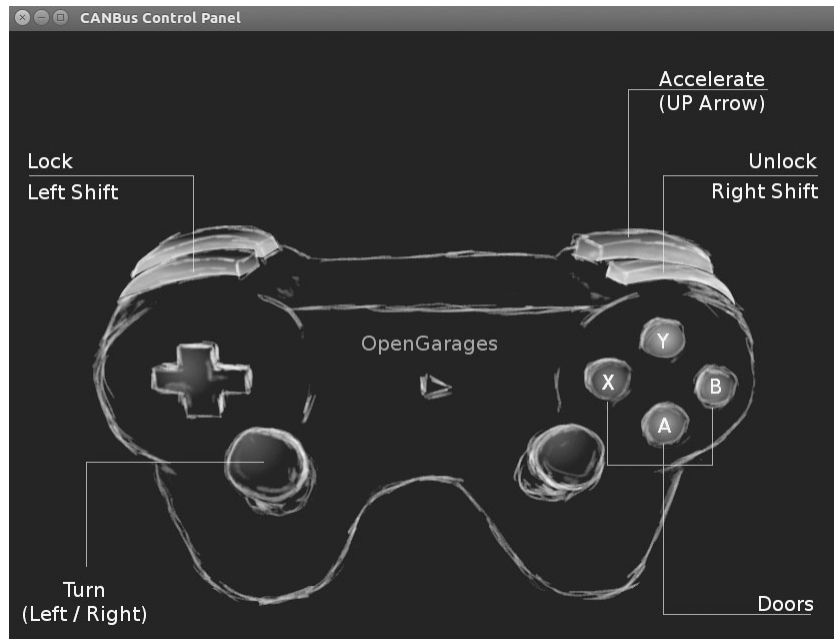 CANBus Control Panel
Accelerate
(UP Arrow)
Lock
Left Shift
Unlock
Right Shift
OpenGarages
Y
X
B
A
Turn
(Left / Right)
Doors